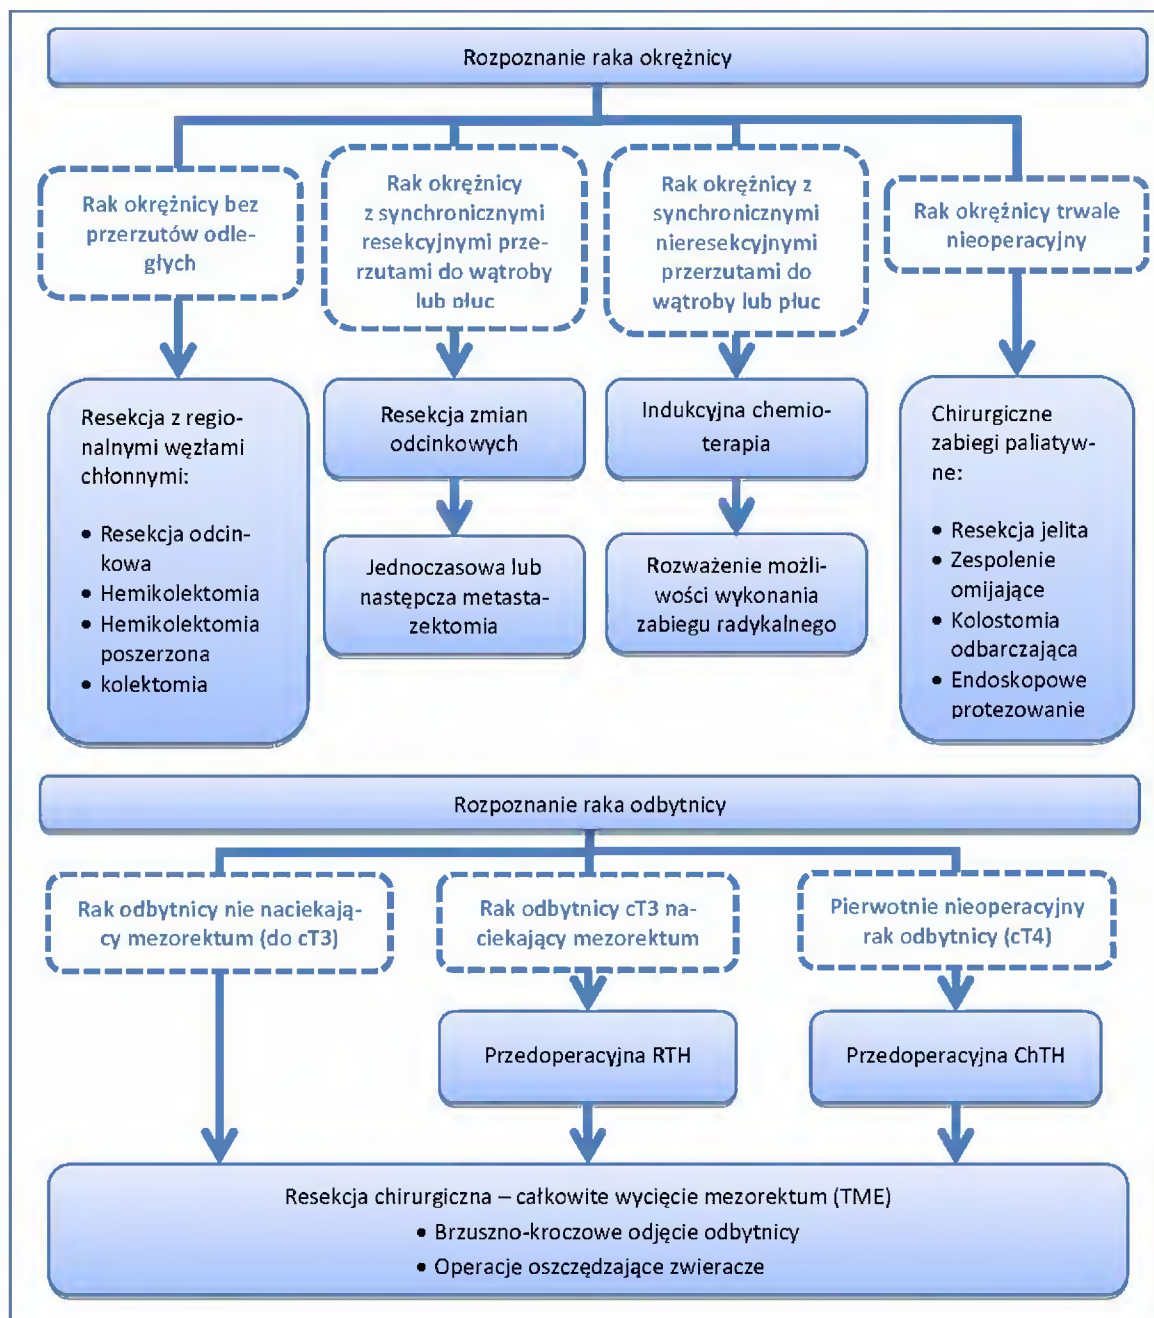 Rozpoznanie raka okrężnicy
Rak okrężnicy bez
przerzutów odle-
głych
Rak okrężnicy
z synchronicznymi
resekcyjnymi prze-
rzutami do wątroby
lub płuc
Rak okrężnicy z
synchronicznymi
nieresekcyjnymi
przerzutami do
wątroby lub płuc
Rak okrężnicy trwale
nieoperacyjny
Resekcja z regio-
nalnymi węzłami
chłonnymi:
• Resekcja odcin-
kowa
• Hemikolektomia
• Hemikolektomia
poszerzona
• kolektomia
Resekcja zmian
odcinkowych
Jednoczasowa lub
następcza metasta-
zektomia
Indukcyjna chemio-
terapia
Rozważenie możli-
wości wykonania
zabiegu radykalnego
Chirurgiczne
zabiegi paliatyw-
ne:
• Resekcja jelita
• Zespolenie
omijające
• Kolostomia
odbarczająca
• Endoskopowe
protezowanie
Rozpoznanie raka odbytnicy
Rak odbytnicy nie naciekają-
cy mezorektum (do cT3)
Rak odbytnicy cT3 na-
ciekający mezorektum
Pierwotnie nieoperacyjny
rak odbytnicy (cT4)
Przedoperacyjna RTH
Przedoperacyjna ChTH
Resekcja chirurgiczna – całkowite wycięcie mezorektum (TME)
• Brzuszno-kroczowe odjęcie odbytnicy
• Operacje oszczędzające zwieracze